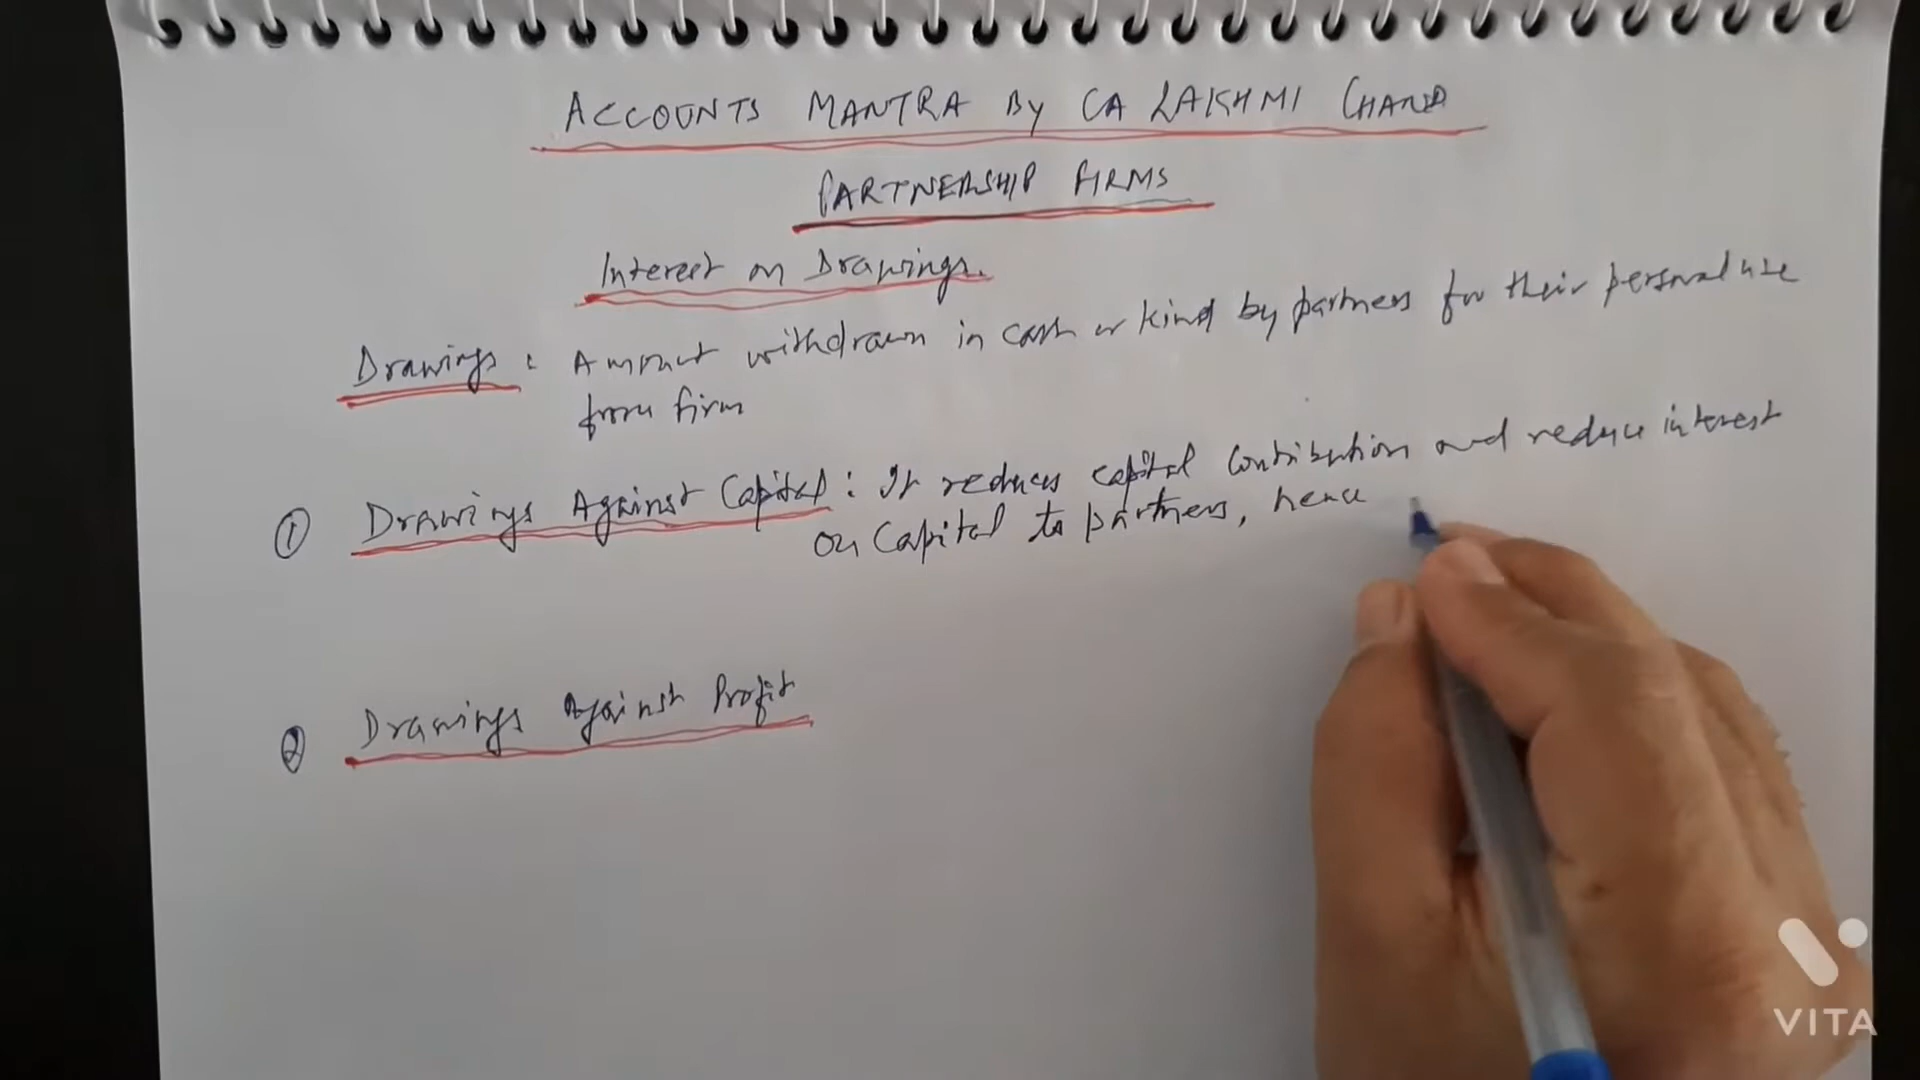 ACCOUNTS MANTRA By CA LAKHMI CHAND
PARTNERSHIP FIRMS
Interest on Drawings.
Drawings : Amount withdrawn in cash or kind by partners for their personal use
from firm
① Drawings Against Capital : It reduces capital contribution and reduce interest
on Capital to partners, hence
② Drawings Against Profit
VITA